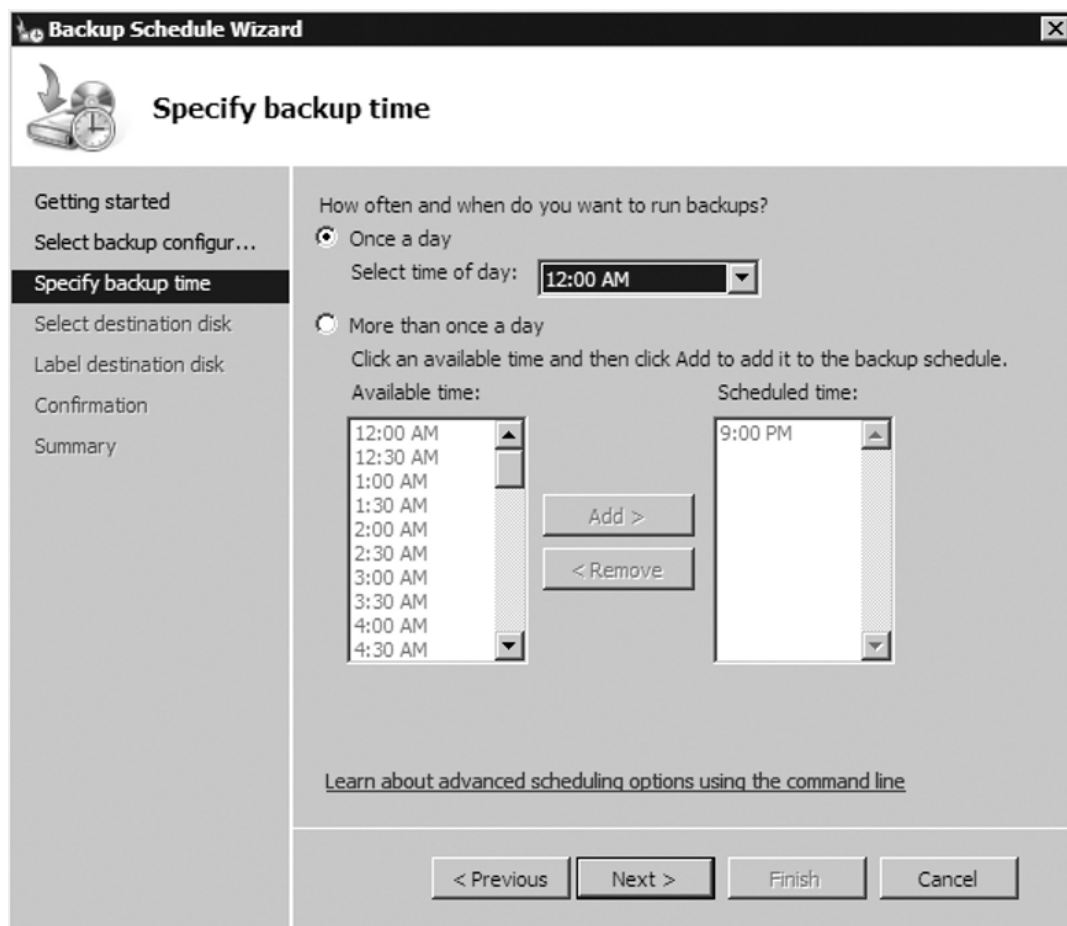 Backup Schedule Wizard
Specify backup time
Getting started
Select backup configur...
Specify backup time
Select destination disk
Label destination disk
Confirmation
Summary
How often and when do you want to run backups?
Once a day
Select time of day: 12:00 AM
More than once a day
Click an available time and then click Add to add it to the backup schedule.
Available time:
12:00 AM
12:30 AM
1:00 AM
1:30 AM
2:00 AM
2:30 AM
3:00 AM
3:30 AM
4:00 AM
4:30 AM
Add >
< Remove
Scheduled time:
9:00 PM
Learn about advanced scheduling options using the command line
< Previous
Next >
Finish
Cancel